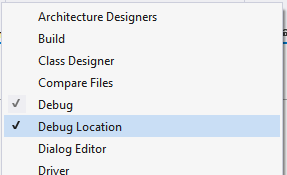 Architecture Designers
Build
Class Designer
Compare Files
Debug
Debug Location
Dialog Editor
Driver